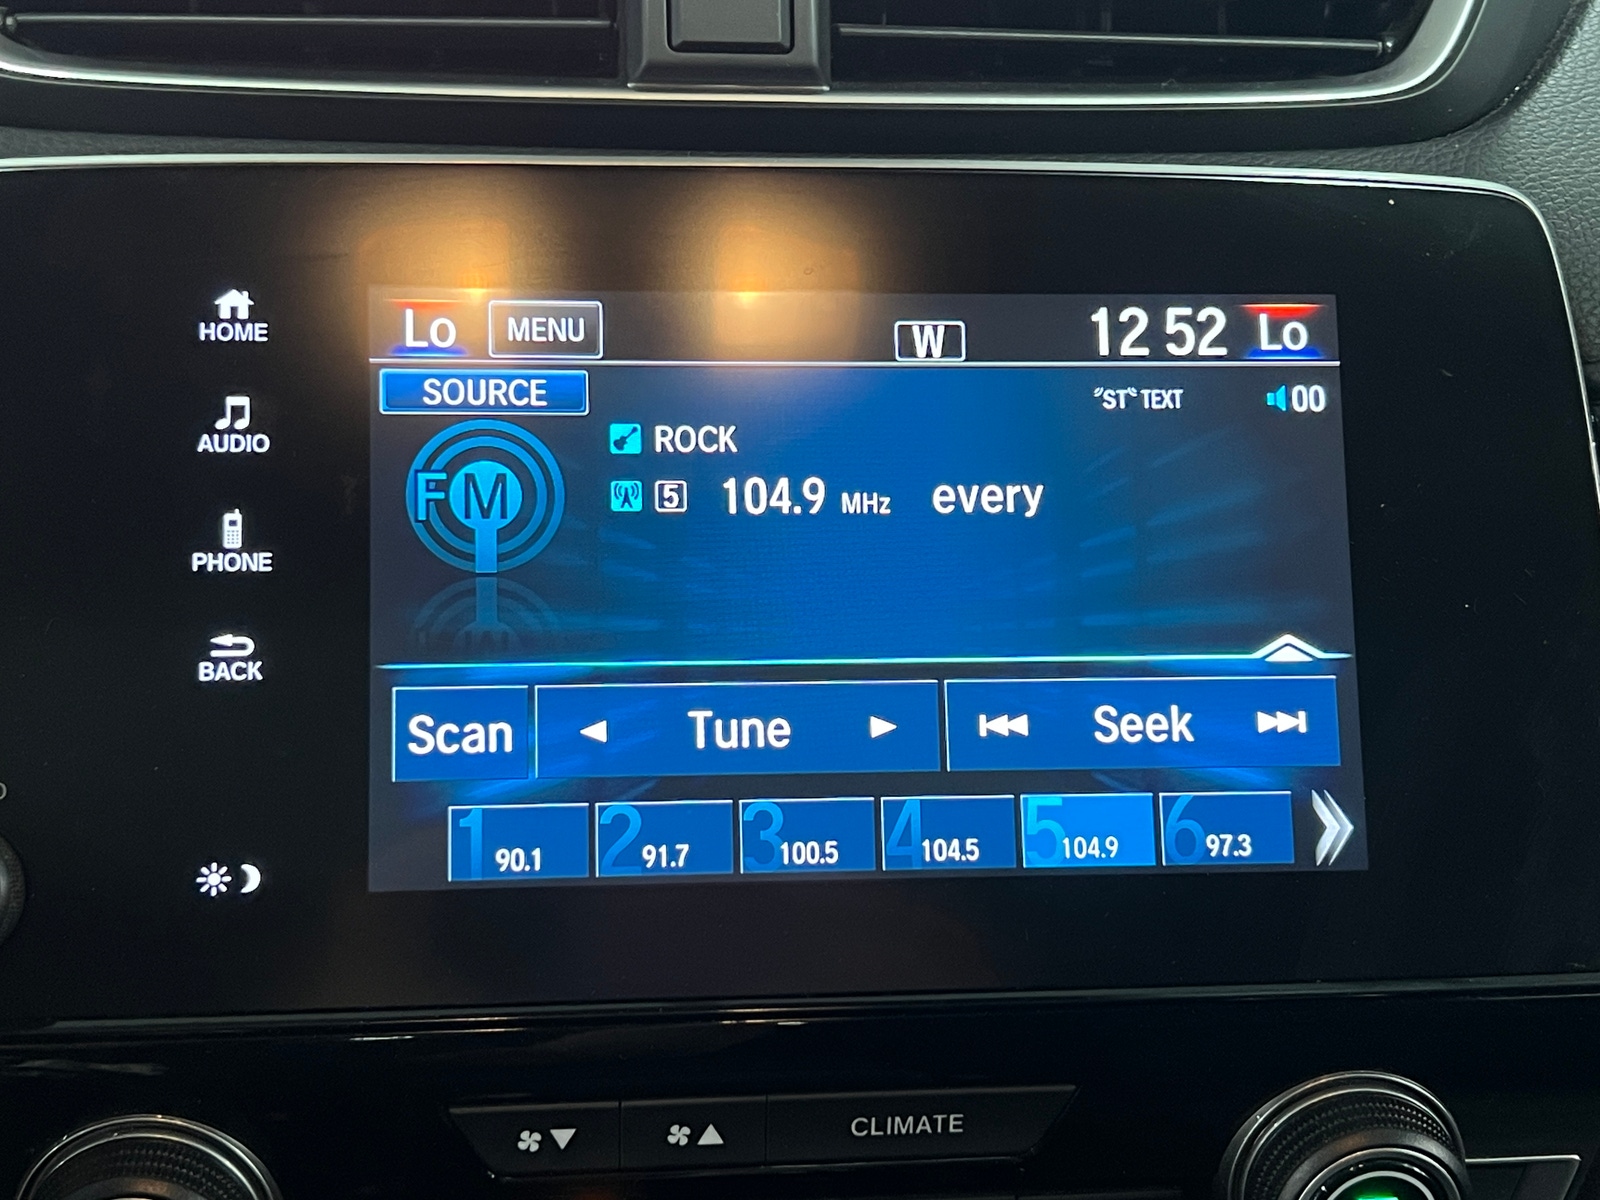 HOME
AUDIO
PHONE
BACK
Lo MENU W 12 52 Lo
SOURCE "ST" TEXT 00
FM
ROCK
5 104.9 MHz every
Scan Tune Seek
1 90.1 2 91.7 3 100.5 4 104.5 5 104.9 6 97.3
CLIMATE